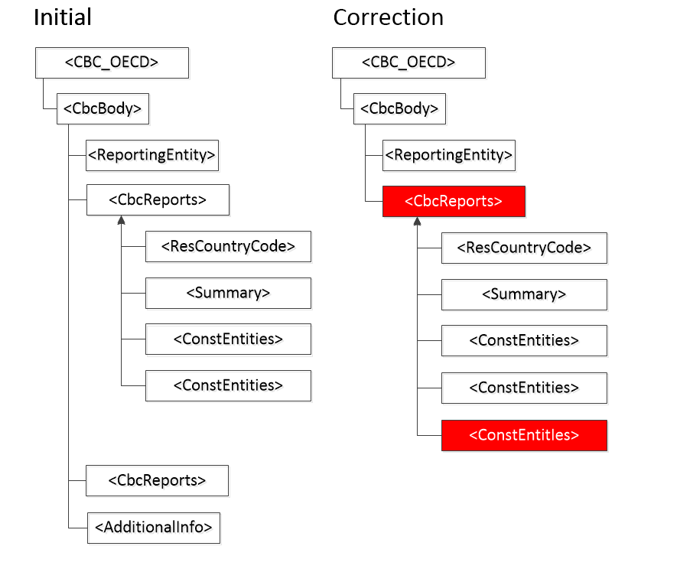 Initial
<CBC_OECD>
<CbcBody>
<ReportingEntity>
<CbcReports>
<ResCountryCode>
<Summary>
<ConstEntities>
<ConstEntities>
<CbcReports>
<AdditionalInfo>
Correction
<CBC_OECD>
<CbcBody>
<ReportingEntity>
<CbcReports>
<ResCountryCode>
<Summary>
<ConstEntities>
<ConstEntities>
<ConstEntitles>